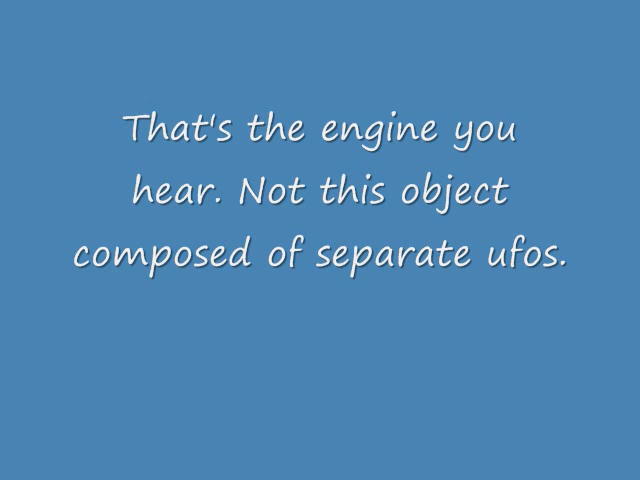 That's the engine you
hear. Not this object
composed of separate ufos.